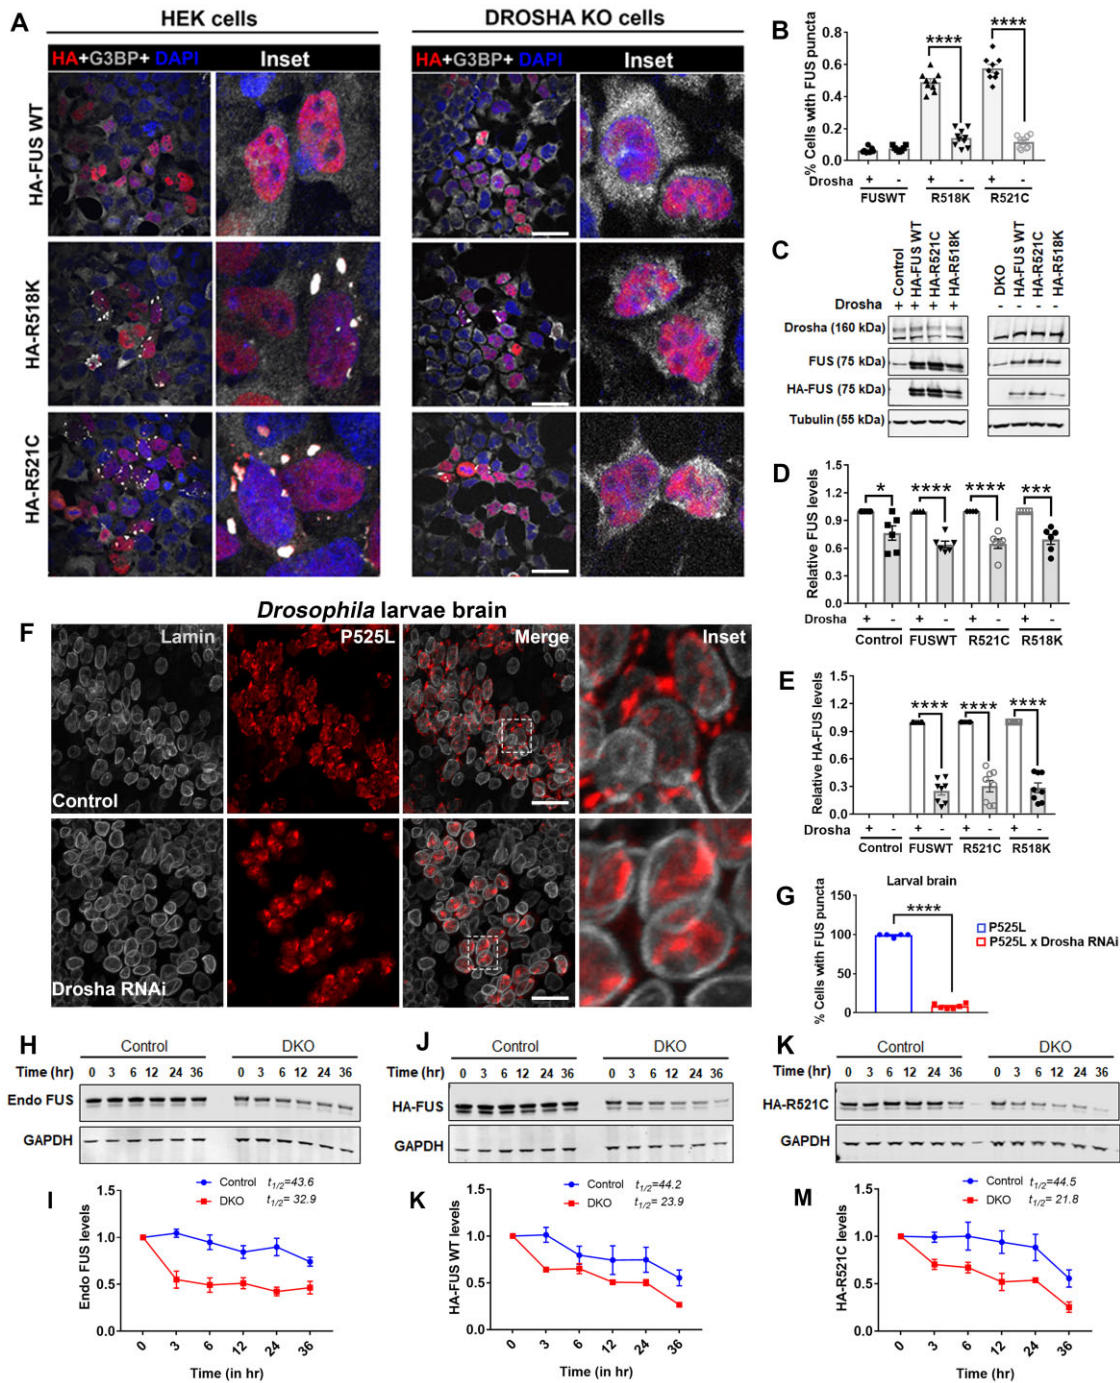 A
HEK cells
DROSHA KO cells
HA+G3BP+ DAPI
Inset
HA+G3BP+ DAPI
Inset
HA-FUS WT
HA-R518K
HA-R521C
B
% Cells with FUS puncta
0.8
0.6
0.4
0.2
0.0
****
****
Drosha
+ - + - + -
FUSWT R518K R521C
C
Control
HA-FUS WT
HA-R521C
HA-R518K
DKO
HA-FUS WT
HA-R521C
HA-R518K
Drosha + + + + - - - -
Drosha (160 kDa)
FUS (75 kDa)
HA-FUS (75 kDa)
Tubulin (55 kDa)
D
Relative FUS levels
1.5
1.2
0.9
0.6
0.3
0.0
* **** **** ***
Drosha + - + - + - + -
Control FUSWT R521C R518K
E
Relative HA-FUS levels
1.5
1.2
0.9
0.6
0.3
0.0
**** **** ****
Drosha + - + - + - + -
Control FUSWT R521C R518K
F
Drosophila larvae brain
Lamin
P525L
Merge
Inset
Control
Drosha RNAi
G
Larval brain
% Cells with FUS puncta
150
100
50
0
****
P525L
P525L x Drosha RNAi
H
Control DKO
Time (hr) 0 3 6 12 24 36 0 3 6 12 24 36
Endo FUS
GAPDH
J
Control DKO
Time (hr) 0 3 6 12 24 36 0 3 6 12 24 36
HA-FUS
GAPDH
K
Control DKO
Time (hr) 0 3 6 12 24 36 0 3 6 12 24 36
HA-R521C
GAPDH
I
Control t1/2=43.6
DKO t1/2= 32.9
Endo FUS levels
1.5
1.0
0.5
0.0
0 3 6 12 24 36
Time (in hr)
K
Control t1/2=44.2
DKO t1/2= 23.9
HA-FUS WT levels
1.5
1.0
0.5
0.0
0 3 6 12 24 36
Time (in hr)
M
Control t1/2=44.5
DKO t1/2= 21.8
HA-R521C levels
1.5
1.0
0.5
0.0
0 3 6 12 24 36
Time (in hr)